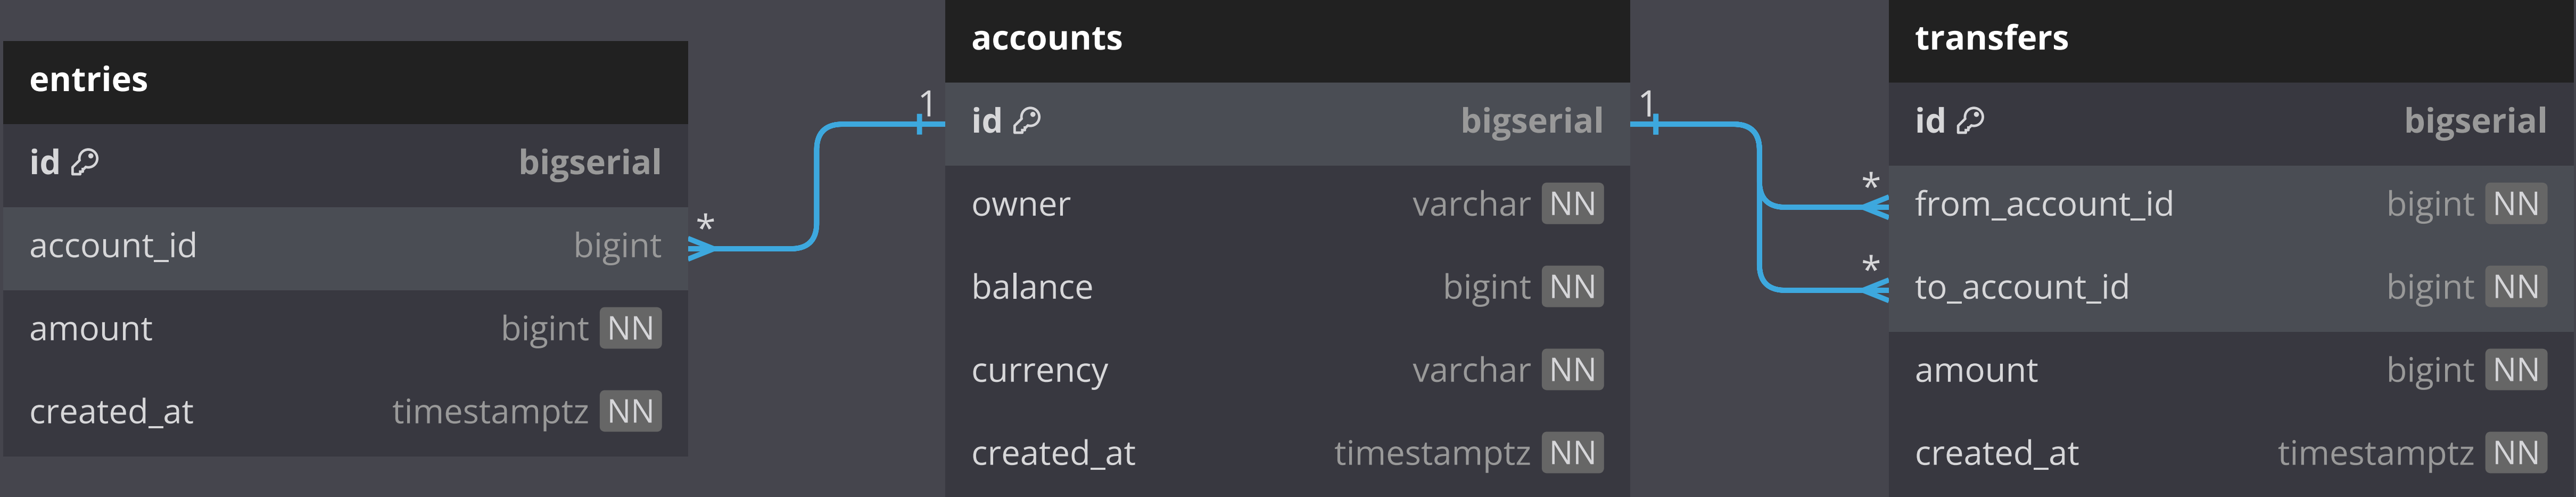 entries
id bigserial
account_id bigint
amount bigint NN
created_at timestamptz NN
*
1
accounts
id bigserial
owner varchar NN
balance bigint NN
currency varchar NN
created_at timestamptz NN
1
*
*
transfers
id bigserial
from_account_id bigint NN
to_account_id bigint NN
amount bigint NN
created_at timestamptz NN